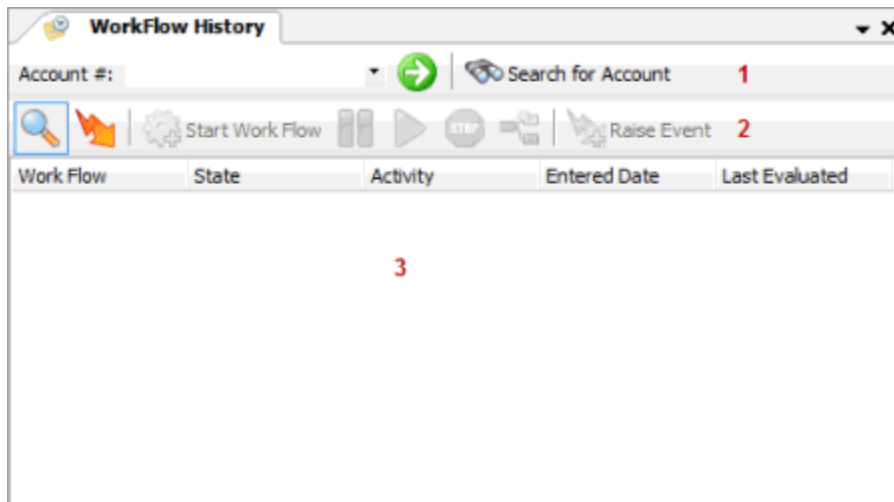 WorkFlow History
Account #: Search for Account 1
Start Work Flow STOP Raise Event 2
Work Flow State Activity Entered Date Last Evaluated
3